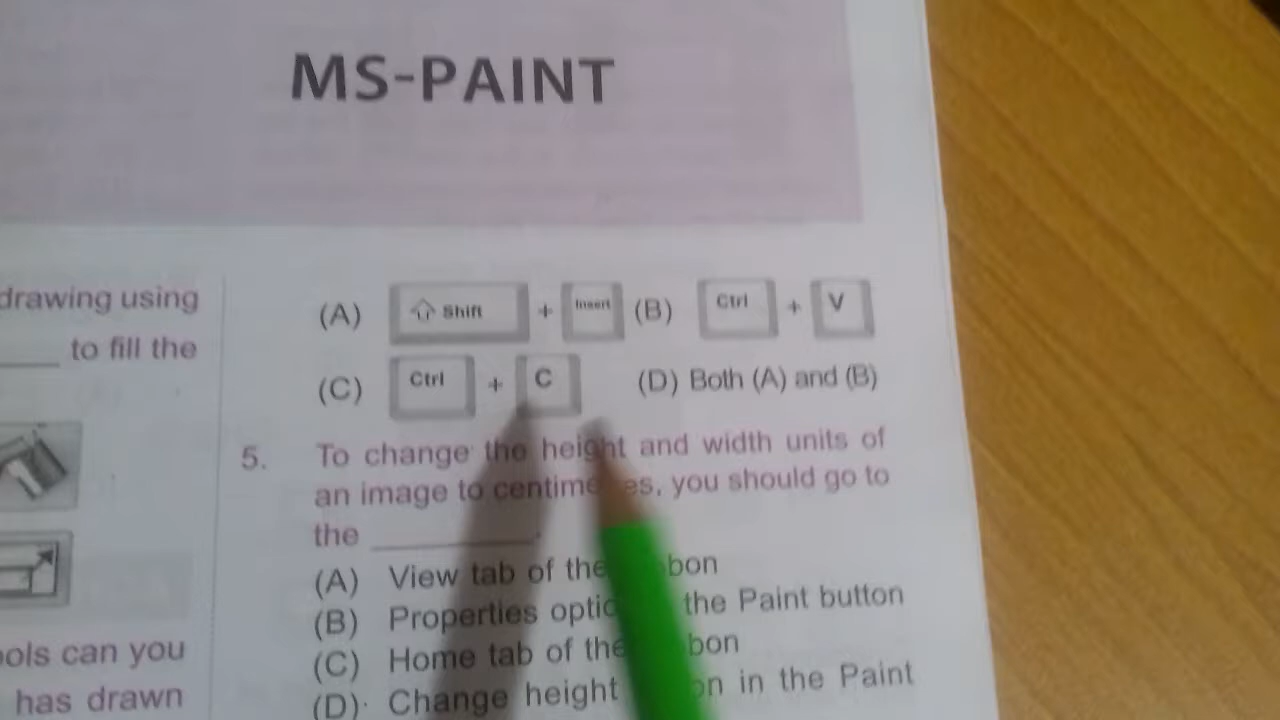 MS-PAINT
drawing using
____ to fill the
ools can you
has drawn
(A) Shift + Insert (B) Ctrl + V
(C) Ctrl + C (D) Both (A) and (B)
5. To change the height and width units of
an image to centime es, you should go to
the ________.
(A) View tab of the bon
(B) Properties optio the Paint button
(C) Home tab of the bon
(D) Change height on in the Paint